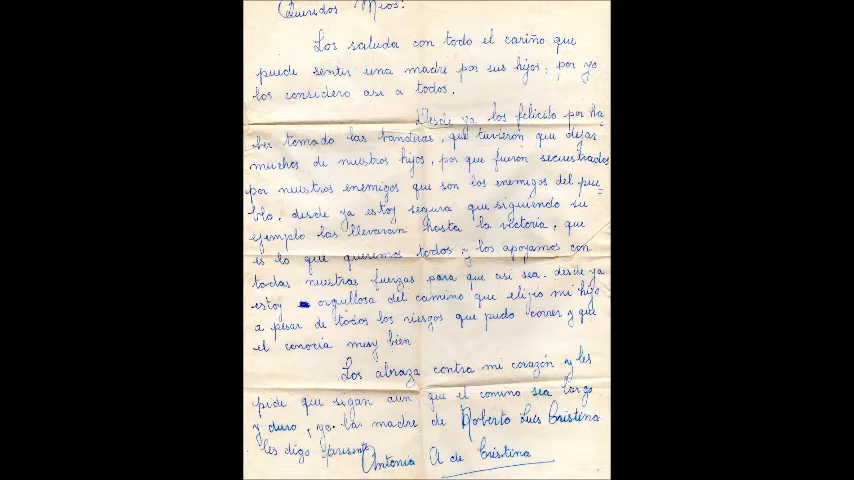 Queridos Mios:
Los saluda con todo el cariño que
puede sentir una madre por sus hijos, por yo
los considero asi a todos.
Desde ya los felicito por ha-
ber tomado las banderas, que tuvieron que dejar
muchos de nuestros hijos, por que fueron secuestrados
por nuestros enemigos que son los enemigos del pue-
blo, desde ya estoy segura que siguiendo su
ejemplo las llevarán hasta la victoria, que
es lo que queremos todos, y los apoyamos con
todas nuestras fuerzas para que asi sea. desde ya
estoy orgullosa del camino que elijio mi hijo
a pesar de todos los riesgos que pudo correr y que
el conocia muy bien
Los abraza contra mi corazón y les
pide que sigan aun que el camino sea largo
y duro, yo. la madre de Roberto Luis Cristina
les digo presente
Antonia A de Cristina